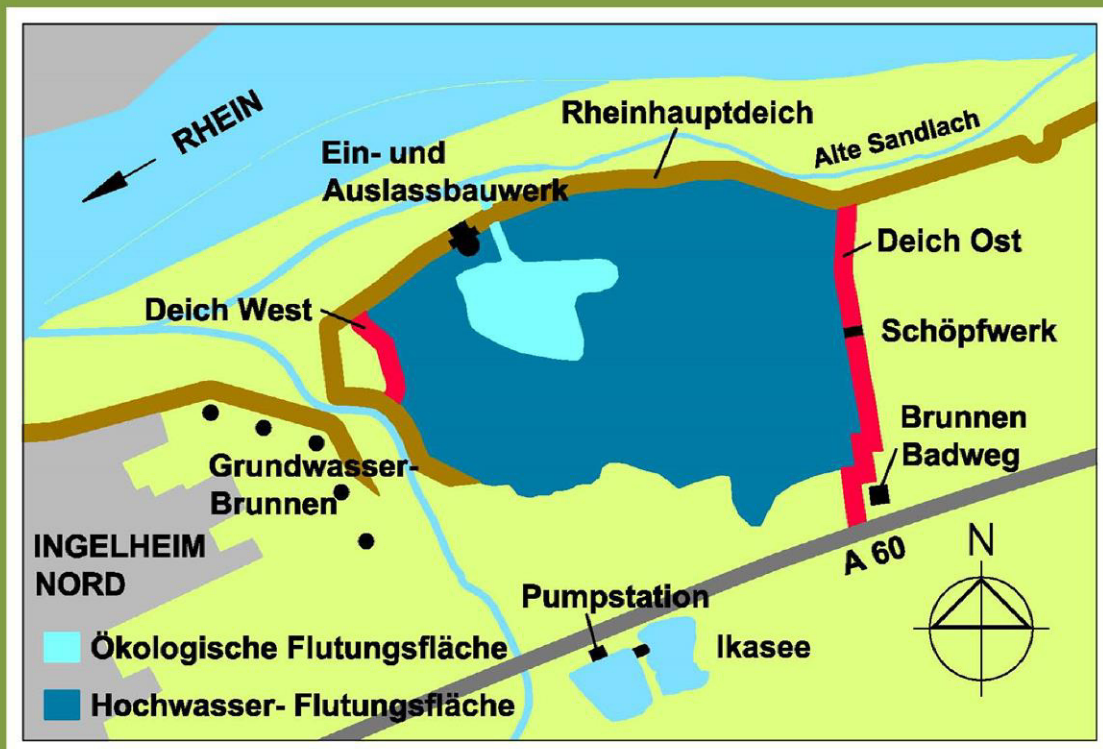 RHEIN
Rheinhauptdeich
Alte Sandlach
Ein- und
Auslassbauwerk
Deich Ost
Deich West
Schöpfwerk
Brunnen
Badweg
Grundwasser-
Brunnen
INGELHEIM
NORD
A 60
N
Pumpstation
Ikasee
Ökologische Flutungsfläche
Hochwasser- Flutungsfläche